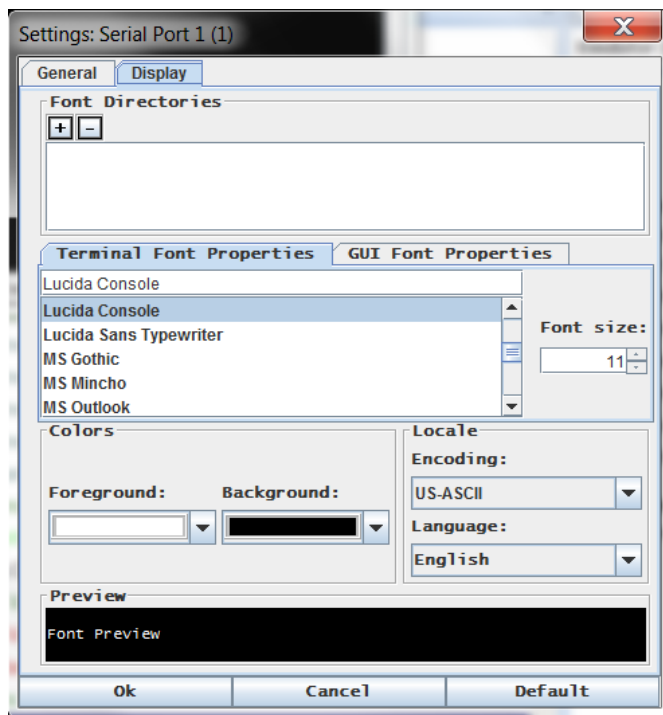 Settings: Serial Port 1 (1)
General Display
Font Directories
+ -
Terminal Font Properties GUI Font Properties
Lucida Console
Lucida Console
Lucida Sans Typewriter
MS Gothic
MS Mincho
MS Outlook
Font size:
11
Colors
Foreground: Background:
Locale
Encoding:
US-ASCII
Language:
English
Preview
Font Preview
Ok Cancel Default